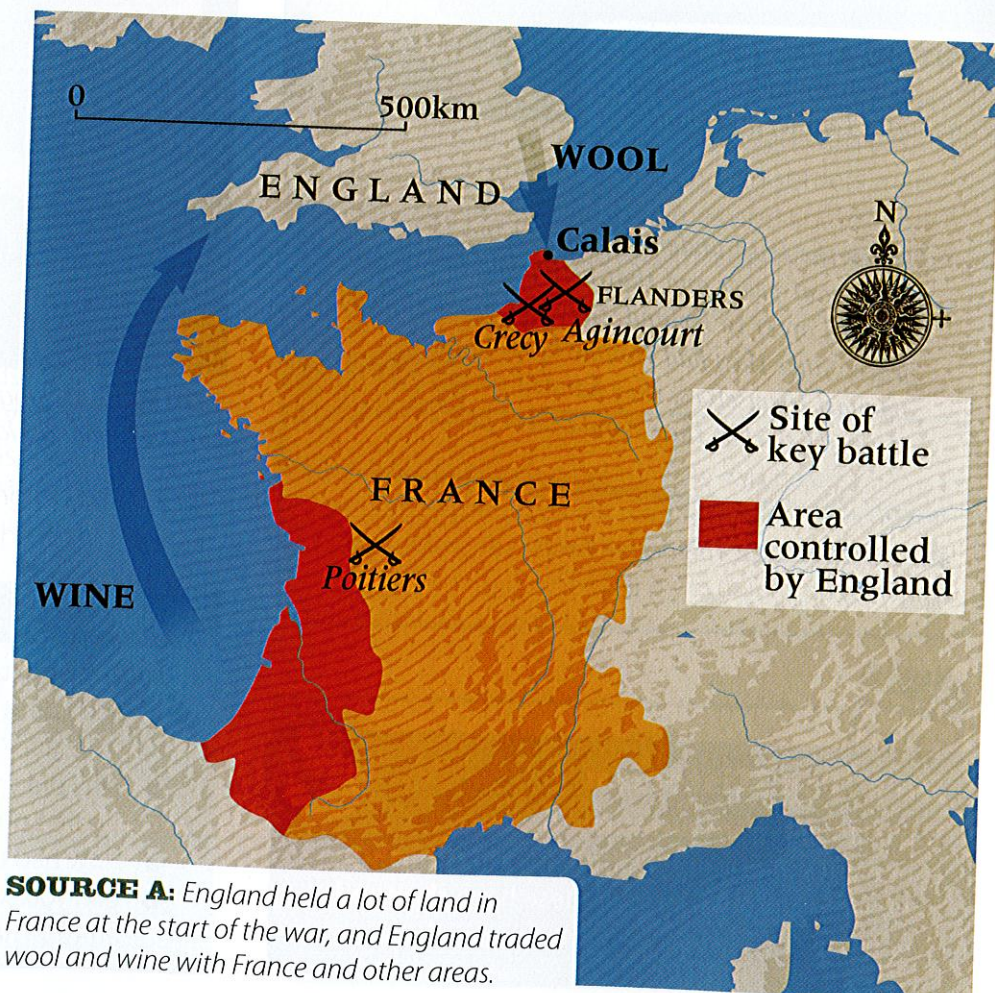 0
500km
WOOL
ENGLAND
N
Calais
FLANDERS
Crecy
Agincourt
Site of
key battle
FRANCE
Area
controlled
by England
Poitiers
WINE
SOURCE A: England held a lot of land in
France at the start of the war, and England traded
wool and wine with France and other areas.